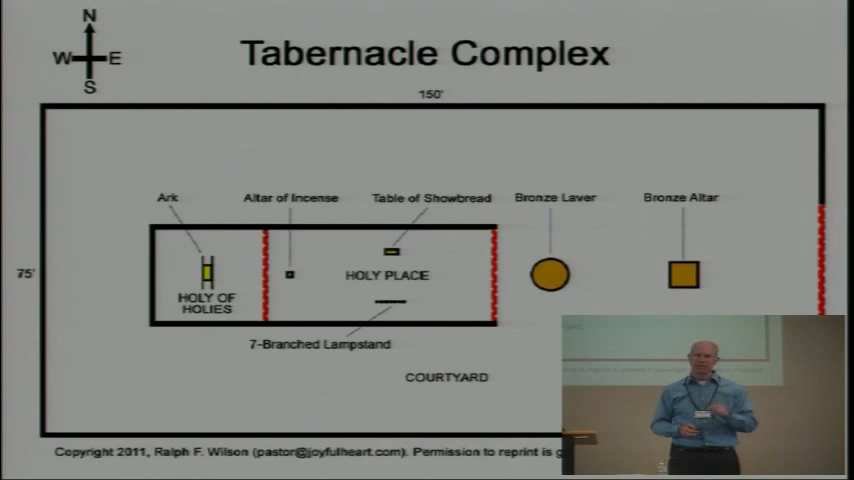 N
Tabernacle Complex
W E
S
150'
Ark Altar of Incense Table of Showbread Bronze Laver Bronze Altar
75'
HOLY PLACE
HOLY OF
HOLIES
7-Branched Lampstand
COURTYARD
Copyright 2011, Ralph F. Wilson (pastor@joyfulheart.com). Permission to reprint is g